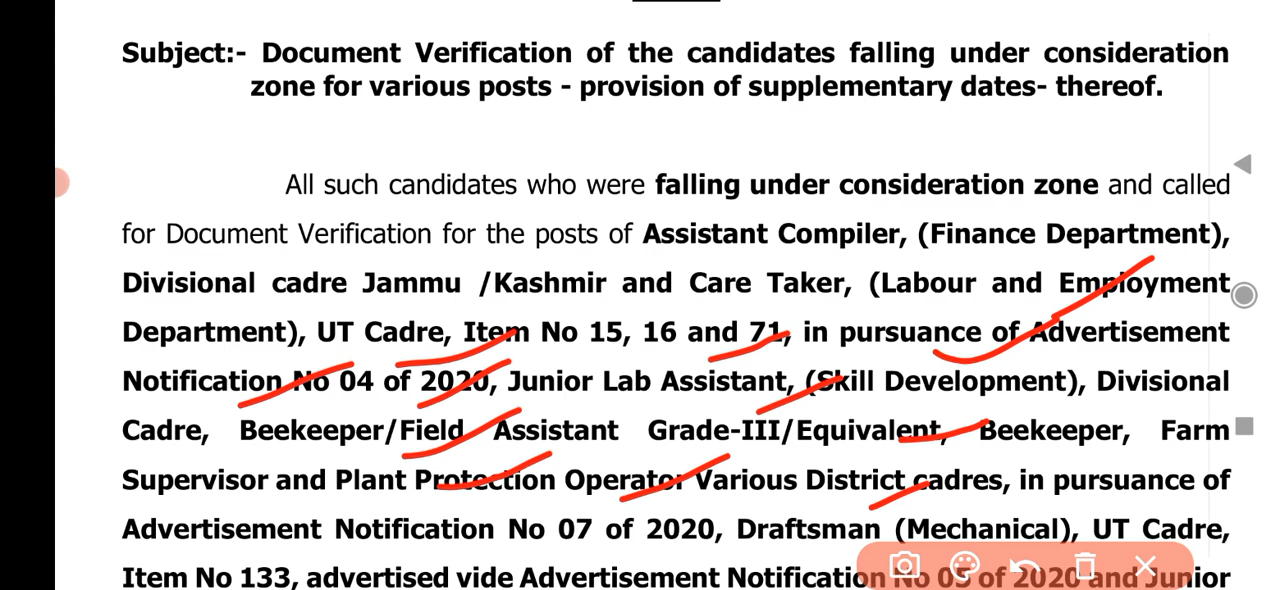 Subject:- Document Verification of the candidates falling under consideration
zone for various posts - provision of supplementary dates- thereof.
All such candidates who were falling under consideration zone and called
for Document Verification for the posts of Assistant Compiler, (Finance Department),
Divisional cadre Jammu /Kashmir and Care Taker, (Labour and Employment
Department), UT Cadre, Item No 15, 16 and 71, in pursuance of Advertisement
Notification No 04 of 2020, Junior Lab Assistant, (Skill Development), Divisional
Cadre, Beekeeper/Field Assistant Grade-III/Equivalent, Beekeeper, Farm
Supervisor and Plant Protection Operator Various District cadres, in pursuance of
Advertisement Notification No 07 of 2020, Draftsman (Mechanical), UT Cadre,
Item No 133, advertised vide Advertisement Notification No 05 of 2020 and Junior